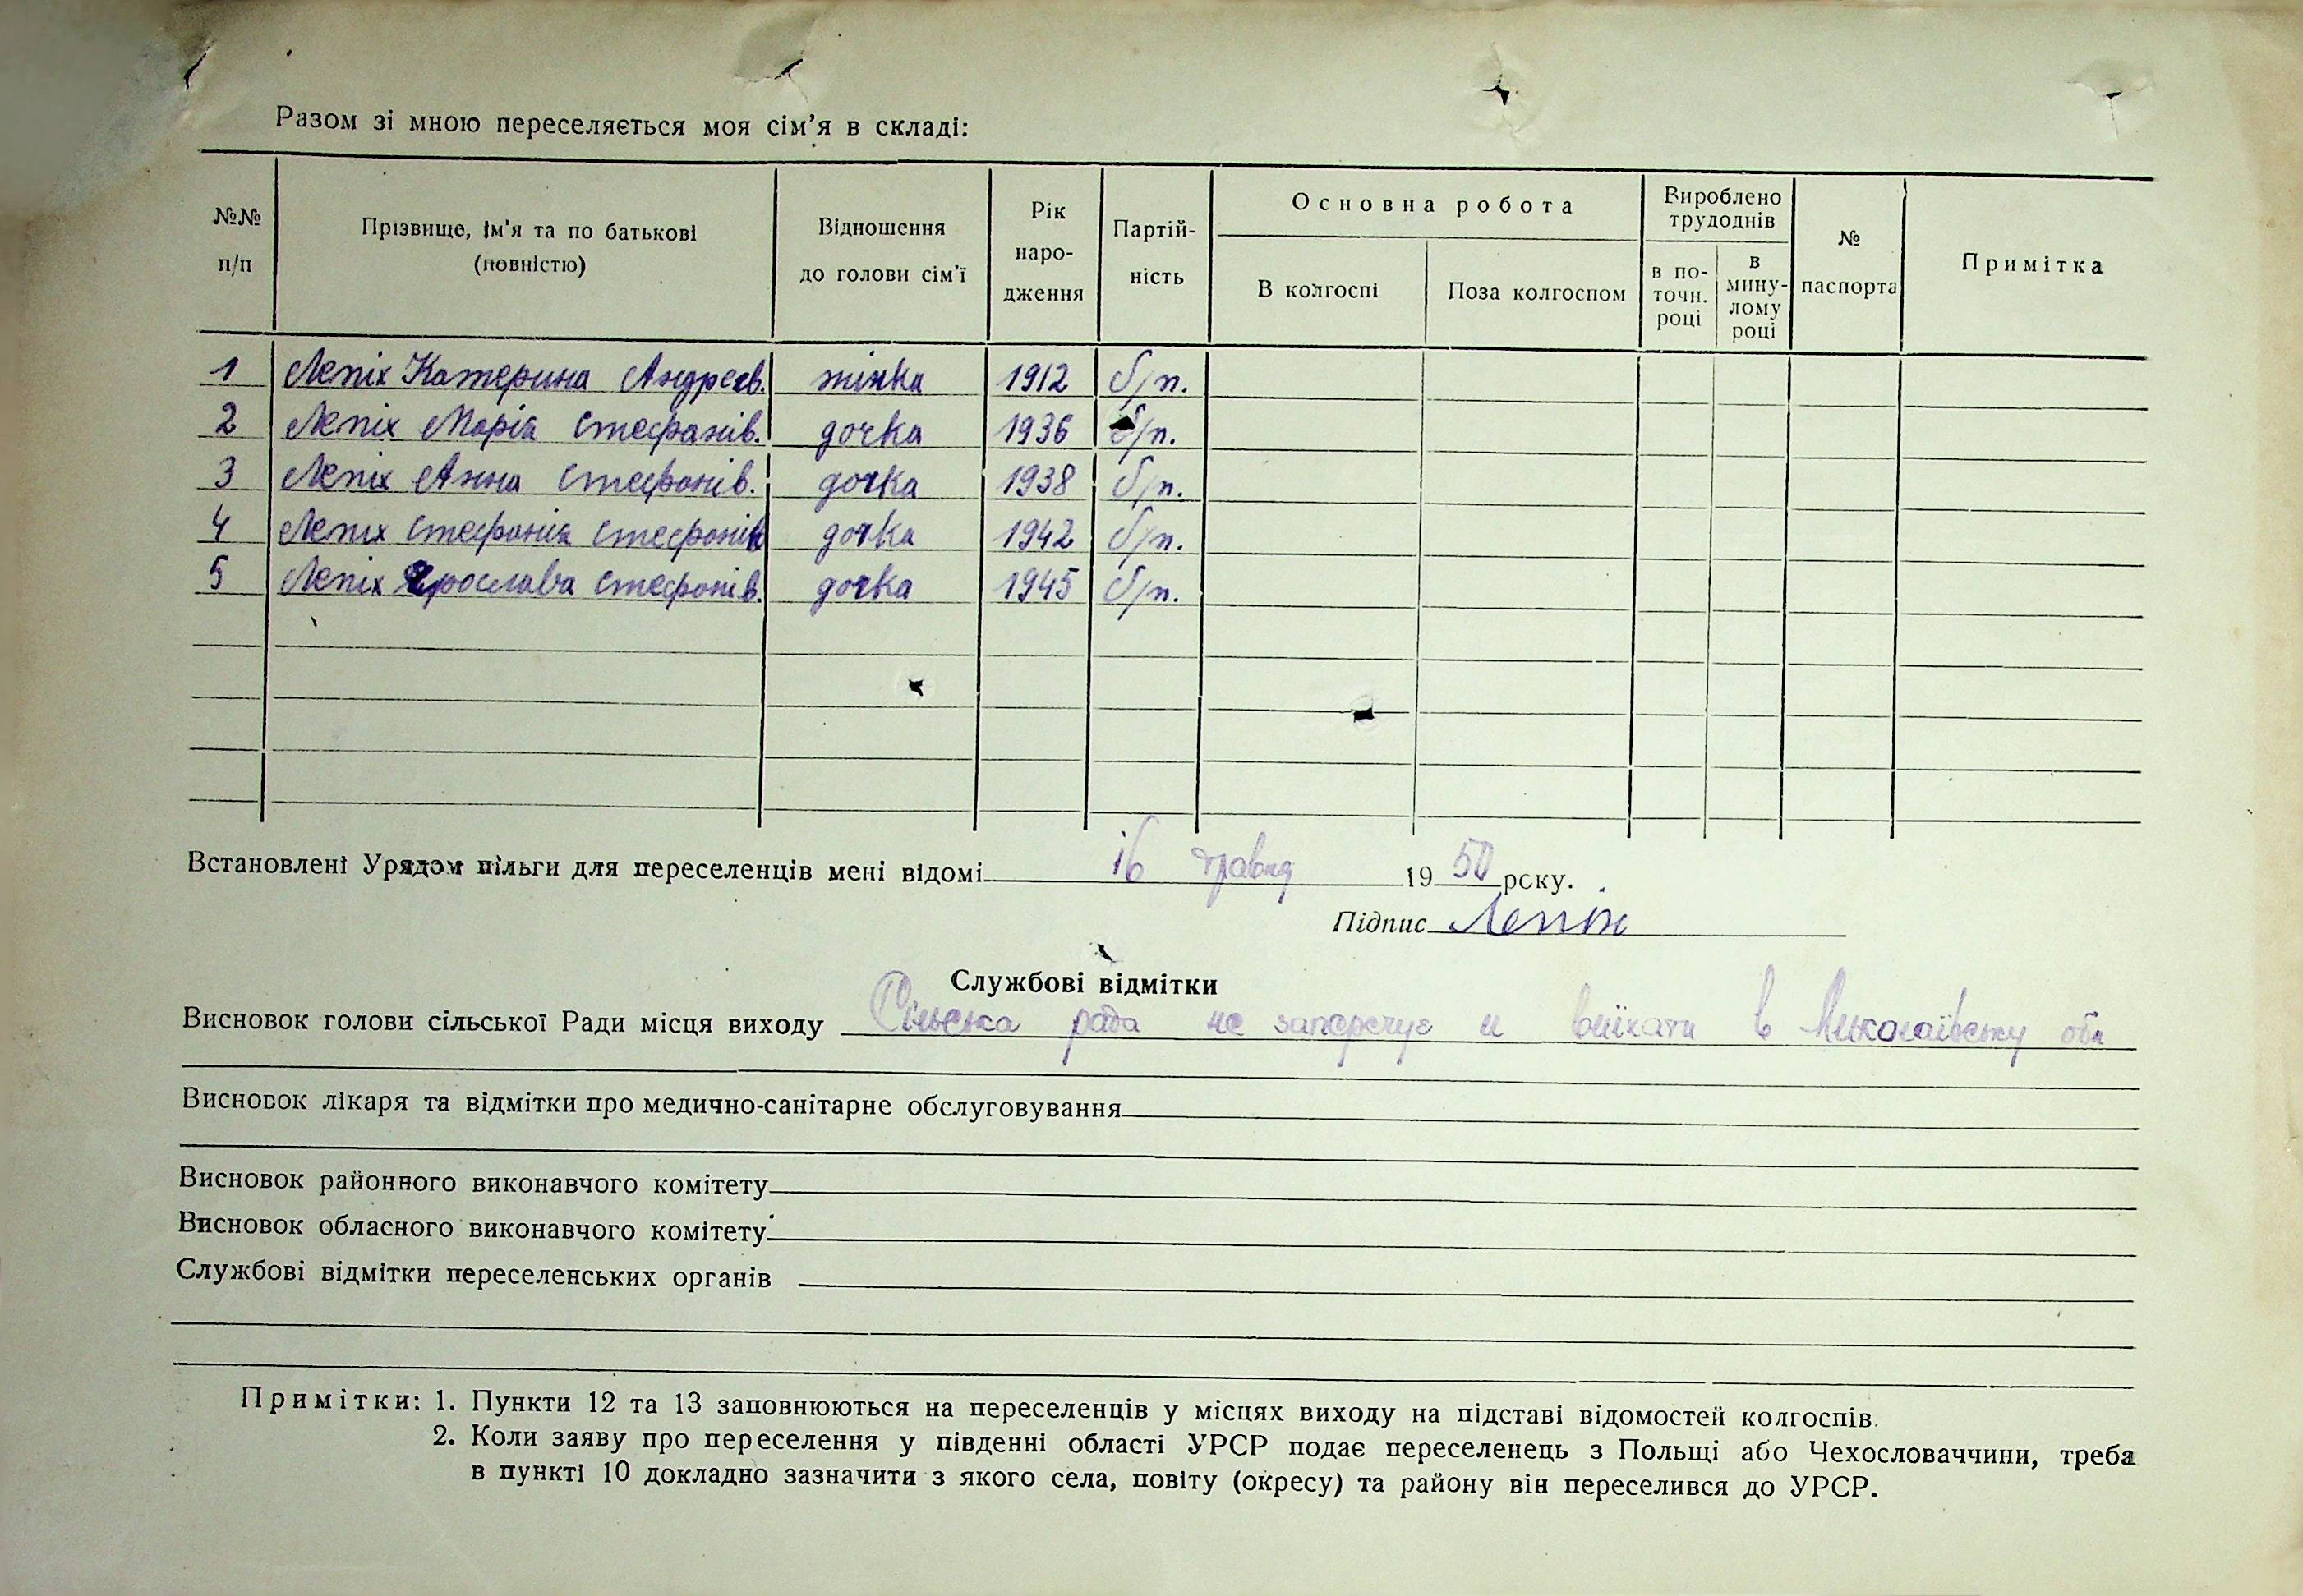 Разом зі мною переселяється моя сім'я в складі:
№№ п/п
Прізвище, ім'я та по батькові (повністю)
Відношення до голови сім'ї
Рік наро- дження
Партій- ність
Основна робота
В колгоспі
Поза колгоспом
Вироблено трудоднів
в по- точн. році
в мину- лому році
№ паспорта
Примітка
1 Лепіх Катерина Андреєв. жінка 1912 б/п.
2 Лепіх Марія Стефанів. дочка 1936 б/п.
3 Лепіх Анна Стефанів. дочка 1938 б/п.
4 Лепіх Стефанія Стефанів дочка 1942 б/п.
5 Лепіх Ярослава Стефанів. дочка 1945 б/п.
Встановлені Урядом пільги для переселенців мені відомі 16 травня 1950 року.
Підпис Лепіх
Службові відмітки
Висновок голови сільської Ради місця виходу Сільська рада не заперечує и виїхати в Миколаївську обл
Висновок лікаря та відмітки про медично-санітарне обслуговування
Висновок районного виконавчого комітету
Висновок обласного виконавчого комітету
Службові відмітки переселенських органів
Примітки: 1. Пункти 12 та 13 заповнюються на переселенців у місцях виходу на підставі відомостей колгоспів.
2. Коли заяву про переселення у південні області УРСР подає переселенець з Польщі або Чехословаччини, треба
в пункті 10 докладно зазначити з якого села, повіту (окресу) та району він переселився до УРСР.